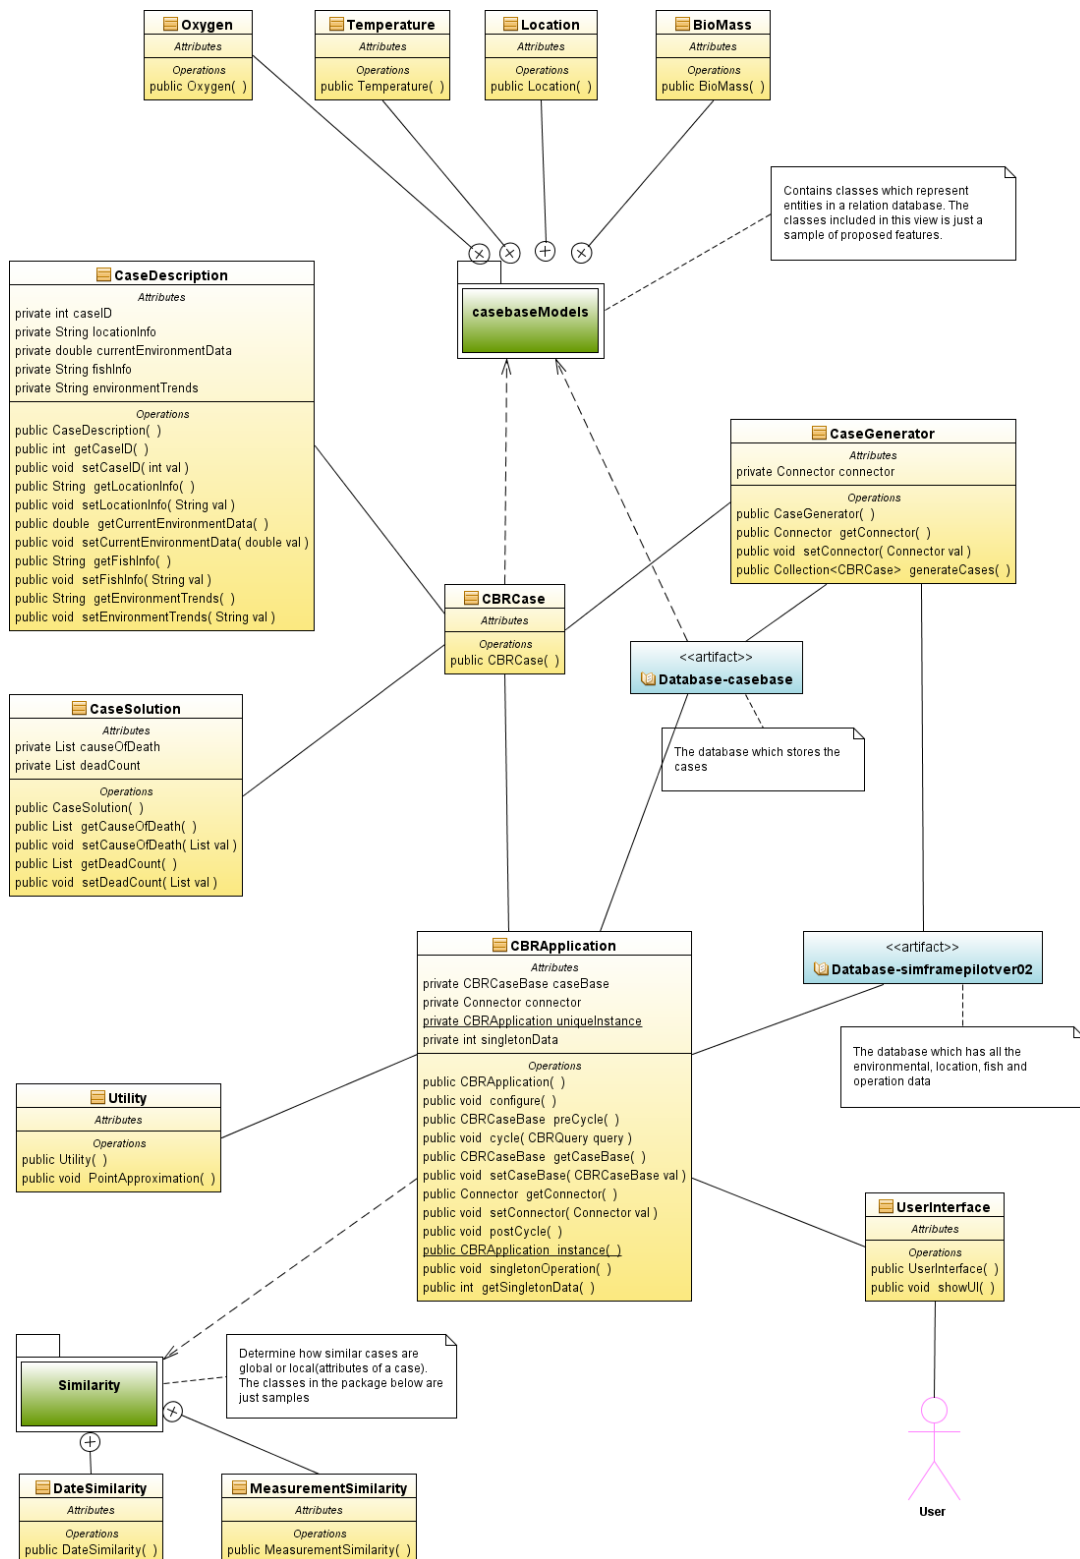 Oxygen
Attributes
Operations
public Oxygen( )
Temperature
Attributes
Operations
public Temperature( )
Location
Attributes
Operations
public Location( )
BioMass
Attributes
Operations
public BioMass( )
Contains classes which represent
entities in a relation database. The
classes included in this view is just a
sample of proposed features.
casebaseModels
CaseDescription
Attributes
private int caseID
private String locationInfo
private double currentEnvironmentData
private String fishInfo
private String environmentTrends
Operations
public CaseDescription( )
public int getCaseID( )
public void setCaseID( int val )
public String getLocationInfo( )
public void setLocationInfo( String val )
public double getCurrentEnvironmentData( )
public void setCurrentEnvironmentData( double val )
public String getFishInfo( )
public void setFishInfo( String val )
public String getEnvironmentTrends( )
public void setEnvironmentTrends( String val )
CaseGenerator
Attributes
private Connector connector
Operations
public CaseGenerator( )
public Connector getConnector( )
public void setConnector( Connector val )
public Collection<CBRCase> generateCases( )
CBRCase
Attributes
Operations
public CBRCase( )
<<artifact>>
Database-casebase
The database which stores the
cases
CaseSolution
Attributes
private List causeOfDeath
private List deadCount
Operations
public CaseSolution( )
public List getCauseOfDeath( )
public void setCauseOfDeath( List val )
public List getDeadCount( )
public void setDeadCount( List val )
CBRApplication
Attributes
private CBRCaseBase caseBase
private Connector connector
private CBRApplication uniqueInstance
private int singletonData
Operations
public CBRApplication( )
public void configure( )
public CBRCaseBase preCycle( )
public void cycle( CBRQuery query )
public CBRCaseBase getCaseBase( )
public void setCaseBase( CBRCaseBase val )
public Connector getConnector( )
public void setConnector( Connector val )
public void postCycle( )
public CBRApplication instance( )
public void singletonOperation( )
public int getSingletonData( )
<<artifact>>
Database-simframepilotver02
The database which has all the
environmental, location, fish and
operation data
Utility
Attributes
Operations
public Utility( )
public void PointApproximation( )
UserInterface
Attributes
Operations
public UserInterface( )
public void showUI( )
Similarity
Determine how similar cases are
global or local(attributes of a case).
The classes in the package below are
just samples
DateSimilarity
Attributes
Operations
public DateSimilarity( )
MeasurementSimilarity
Attributes
Operations
public MeasurementSimilarity( )
User